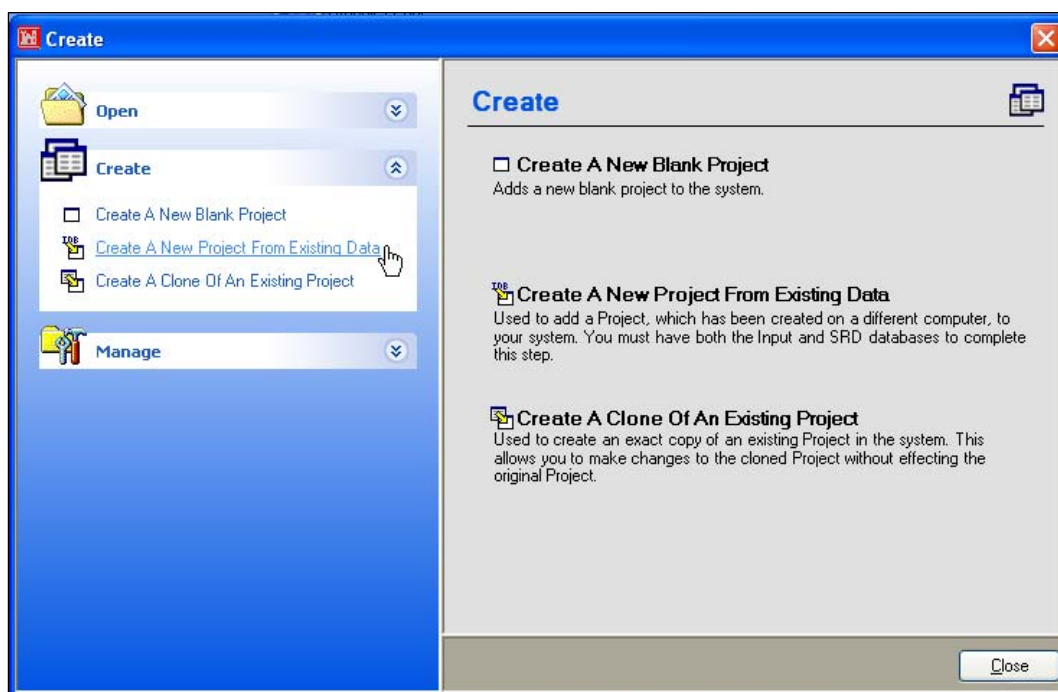 Create
Open
Create
Create A New Blank Project
Create A New Project From Existing Data
Create A Clone Of An Existing Project
Manage
Create
Create A New Blank Project
Adds a new blank project to the system.
Create A New Project From Existing Data
Used to add a Project, which has been created on a different computer, to
your system. You must have both the Input and SRD databases to complete
this step.
Create A Clone Of An Existing Project
Used to create an exact copy of an existing Project in the system. This
allows you to make changes to the cloned Project without effecting the
original Project.
Close